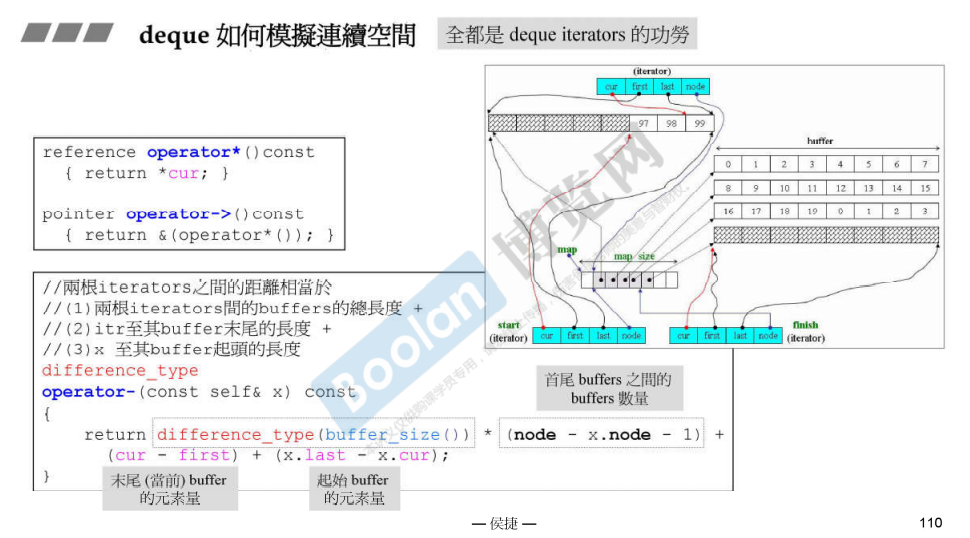 deque 如何模擬連續空間
全都是 deque iterators 的功勞
reference operator*()const
{ return *cur; }
pointer operator->()const
{ return &(operator*()); }
//兩根iterators之間的距離相當於
//(1)兩根iterators間的buffers的總長度 +
//(2)itr至其buffer末尾的長度 +
//(3)x 至其buffer起頭的長度
difference_type
operator-(const self& x) const
{
return difference_type(buffer_size()) * (node - x.node - 1) +
(cur - first) + (x.last - x.cur);
}
末尾 (當前) buffer
的元素量
起始 buffer
的元素量
首尾 buffers 之間的
buffers 數量
(iterator)
cur first last node
97 98 99
buffer
0 1 2 3 4 5 6 7
8 9 10 11 12 13 14 15
16 17 18 19 0 1 2 3
map
map size
start
(iterator)
cur first last node
cur first last node
finish
(iterator)
Boolan
博览网
— 侯捷 —
110